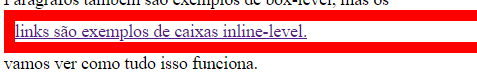 Parágrafos também são exemplos de box-level, mas os
links são exemplos de caixas inline-level.
vamos ver como tudo isso funciona.